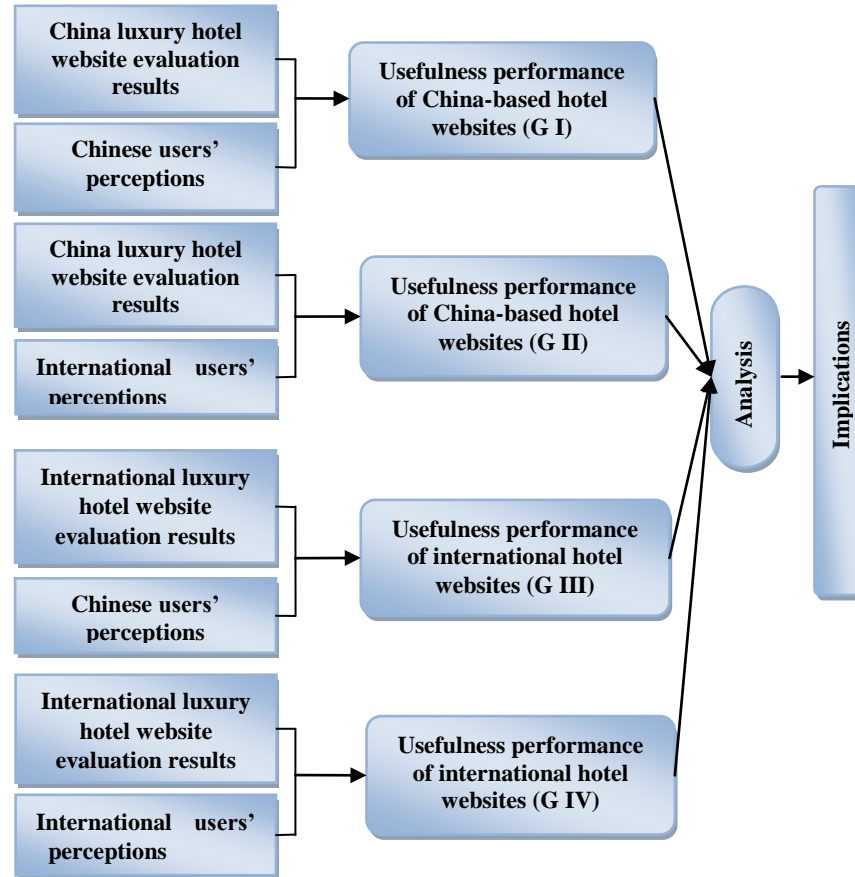 China luxury hotel
website evaluation
results
Chinese users’
perceptions
Usefulness performance
of China-based hotel
websites (G I)
China luxury hotel
website evaluation
results
International users’
perceptions
Usefulness performance
of China-based hotel
websites (G II)
International luxury
hotel website
evaluation results
Chinese users’
perceptions
Usefulness performance
of international hotel
websites (G III)
International luxury
hotel website
evaluation results
International users’
perceptions
Usefulness performance
of international hotel
websites (G IV)
Analysis
Implications